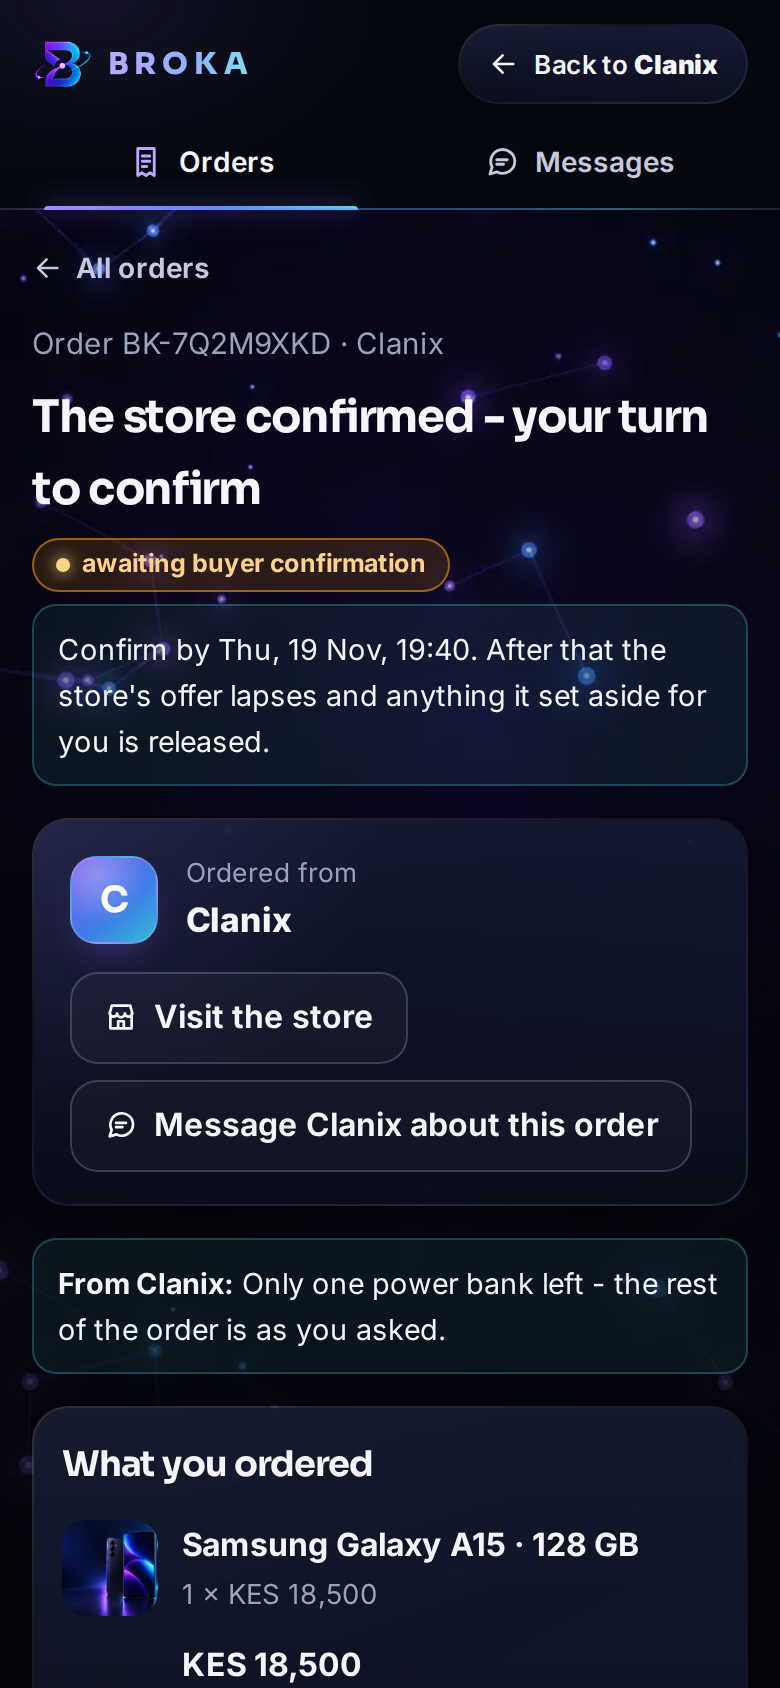 BROKA
← Back to Clanix
Orders
Messages
← All orders
Order BK-7Q2M9XKD · Clanix
The store confirmed - your turn
to confirm
awaiting buyer confirmation
Confirm by Thu, 19 Nov, 19:40. After that the
store's offer lapses and anything it set aside for
you is released.
C
Ordered from
Clanix
Visit the store
Message Clanix about this order
From Clanix: Only one power bank left - the rest
of the order is as you asked.
What you ordered
Samsung Galaxy A15 · 128 GB
1 × KES 18,500
KES 18,500